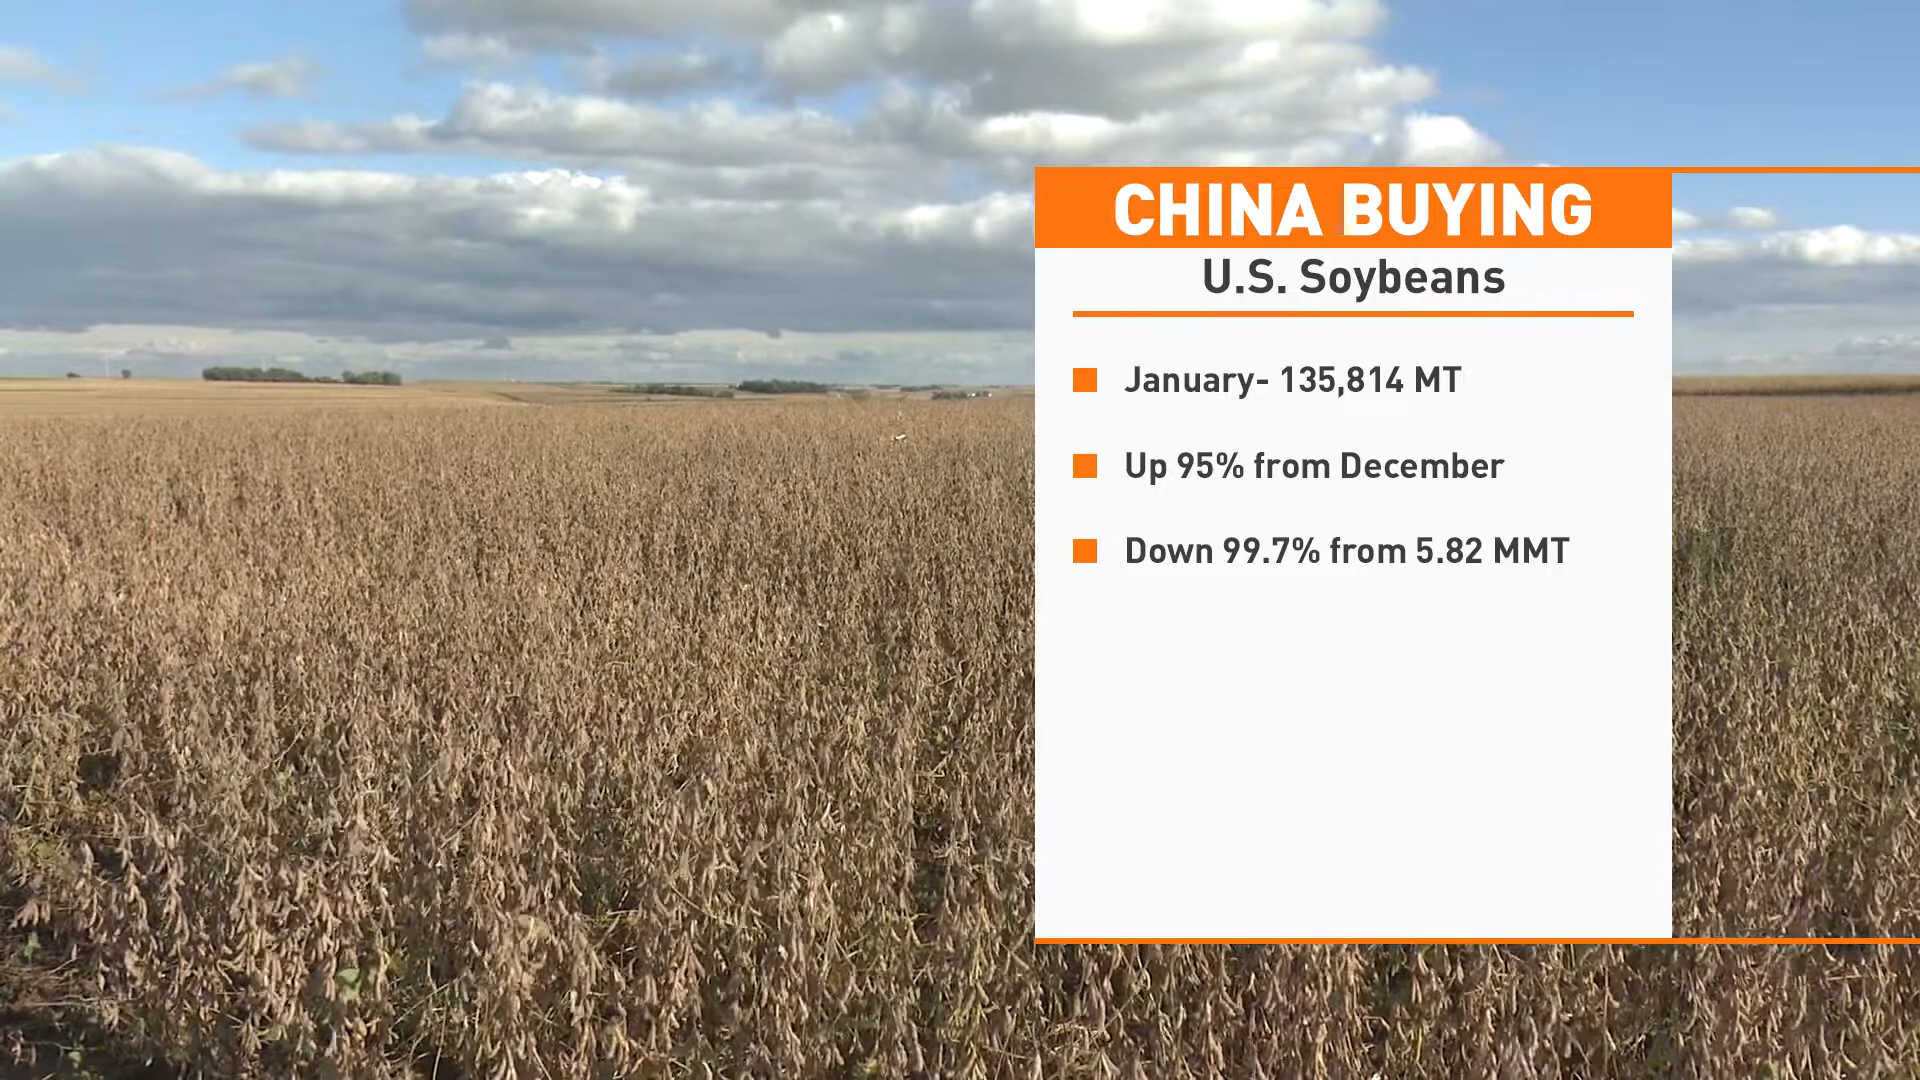 CHINA BUYING
U.S. Soybeans
January- 135,814 MT
Up 95% from December
Down 99.7% from 5.82 MMT